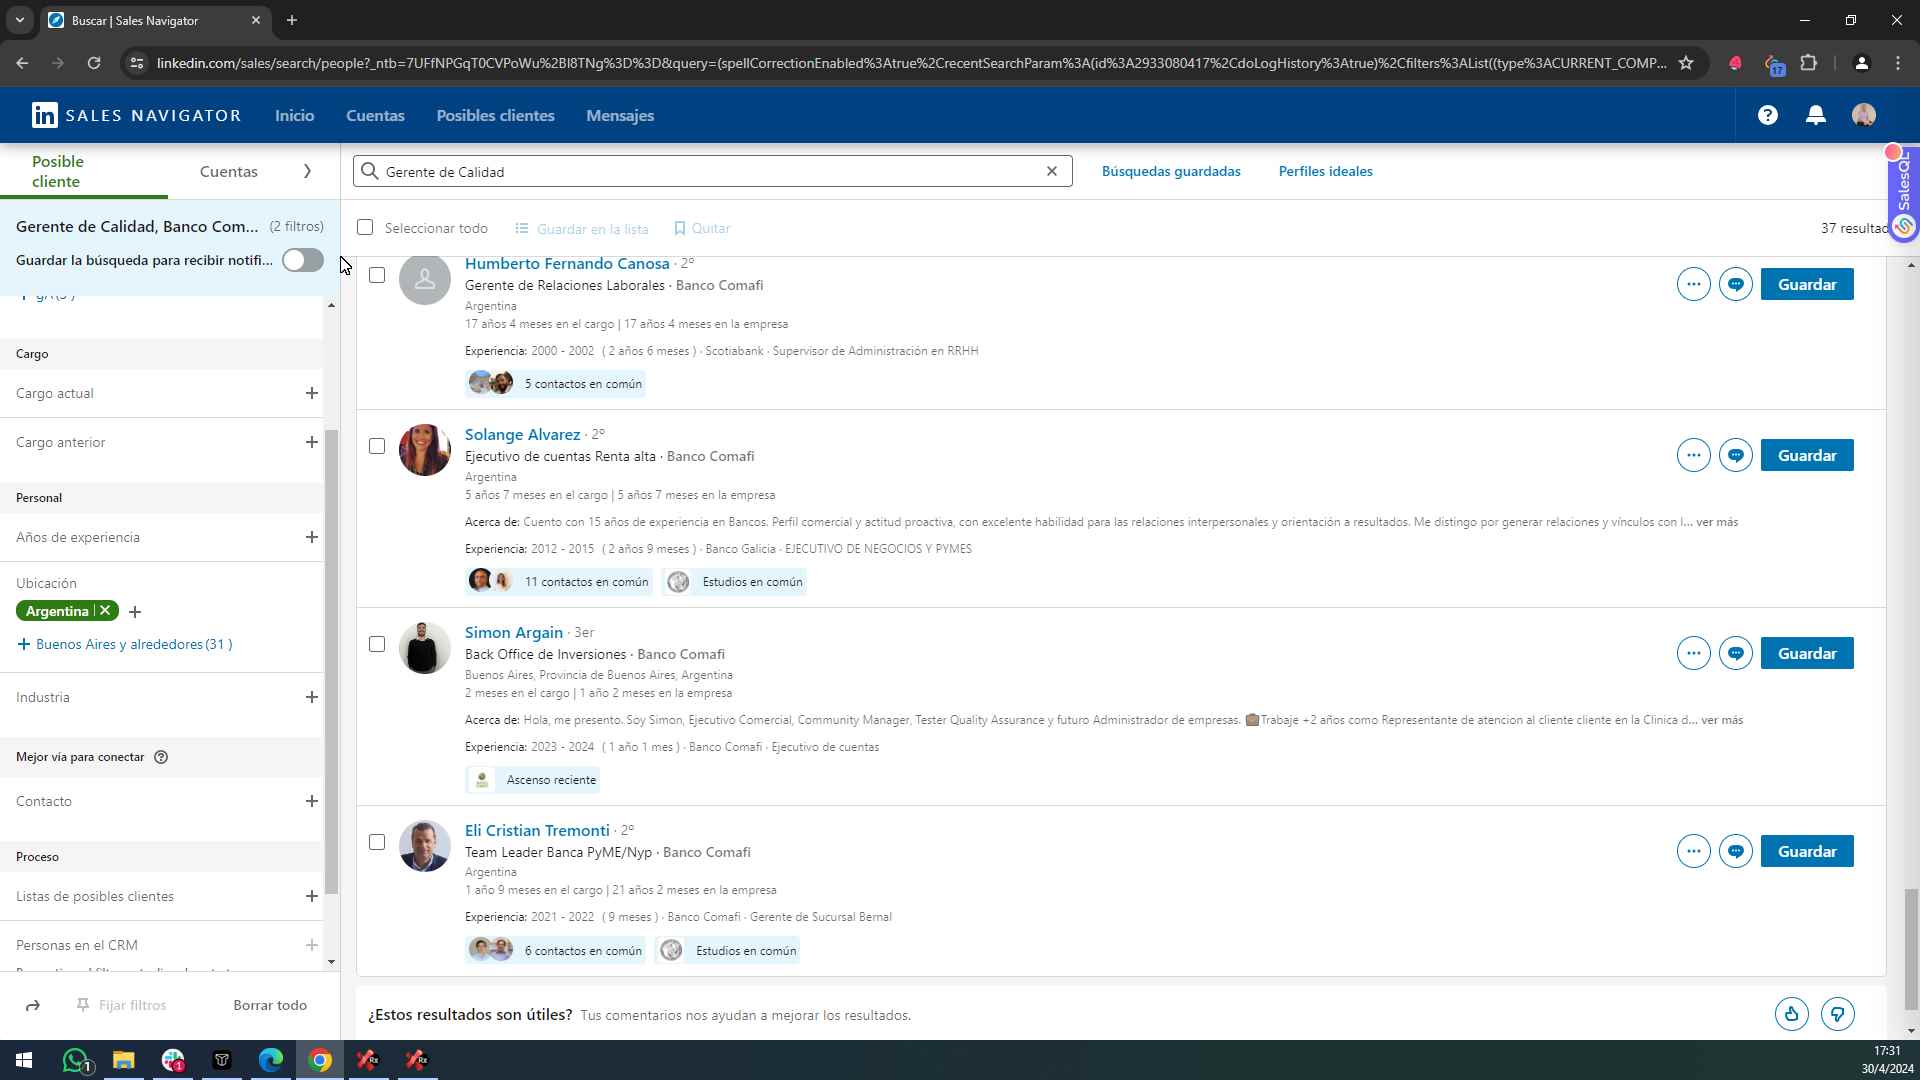 Buscar | Sales Navigator
linkedin.com/sales/search/people?_ntb=7UFfNPGqT0CVPoWu%2BI8TNg%3D%3D&query=(spellCorrectionEnabled%3Atrue%2CrecentSearchParam%3A(id%3A2933080417%2CdoLogHistory%3Atrue)%2Cfilters%3AList((type%3ACURRENT_COMP...
17
in SALES NAVIGATOR
Inicio
Cuentas
Posibles clientes
Mensajes
Posible cliente
Cuentas
Gerente de Calidad
Búsquedas guardadas
Perfiles ideales
SalesQL
Gerente de Calidad, Banco Com... (2 filtros)
Guardar la búsqueda para recibir notifi...
Seleccionar todo
Guardar en la lista
Quitar
37 resultad
Cargo
Cargo actual
Cargo anterior
Personal
Años de experiencia
Ubicación
Argentina
Buenos Aires y alrededores (31 )
Industria
Mejor vía para conectar
Contacto
Proceso
Listas de posibles clientes
Personas en el CRM
Fijar filtros
Borrar todo
Humberto Fernando Canosa · 2º
Gerente de Relaciones Laborales · Banco Comafi
Argentina
17 años 4 meses en el cargo | 17 años 4 meses en la empresa
Experiencia: 2000 - 2002 ( 2 años 6 meses ) · Scotiabank · Supervisor de Administración en RRHH
5 contactos en común
Guardar
Solange Alvarez · 2º
Ejecutivo de cuentas Renta alta · Banco Comafi
Argentina
5 años 7 meses en el cargo | 5 años 7 meses en la empresa
Acerca de: Cuento con 15 años de experiencia en Bancos. Perfil comercial y actitud proactiva, con excelente habilidad para las relaciones interpersonales y orientación a resultados. Me distingo por generar relaciones y vínculos con l... ver más
Experiencia: 2012 - 2015 ( 2 años 9 meses ) · Banco Galicia · EJECUTIVO DE NEGOCIOS Y PYMES
11 contactos en común
Estudios en común
Guardar
Simon Argain · 3er
Back Office de Inversiones · Banco Comafi
Buenos Aires, Provincia de Buenos Aires, Argentina
2 meses en el cargo | 1 año 2 meses en la empresa
Acerca de: Hola, me presento. Soy Simon, Ejecutivo Comercial, Community Manager, Tester Quality Assurance y futuro Administrador de empresas. 💼Trabaje +2 años como Representante de atencion al cliente cliente en la Clinica d... ver más
Experiencia: 2023 - 2024 ( 1 año 1 mes ) · Banco Comafi · Ejecutivo de cuentas
Ascenso reciente
Guardar
Eli Cristian Tremonti · 2º
Team Leader Banca PyME/Nyp · Banco Comafi
Argentina
1 año 9 meses en el cargo | 21 años 2 meses en la empresa
Experiencia: 2021 - 2022 ( 9 meses ) · Banco Comafi · Gerente de Sucursal Bernal
6 contactos en común
Estudios en común
Guardar
¿Estos resultados son útiles? Tus comentarios nos ayudan a mejorar los resultados.
1
1
Rx
Rx
17:31
30/4/2024